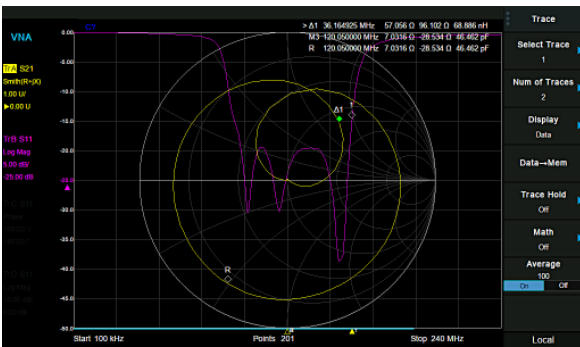 VNA
TrA S21
Smith(R+jX)
1.00 U/
►0.00 U
TrB S11
Log Mag
5.00 dB/
-25.00 dB
> Δ1 36.164925 MHz 57.056 Ω 96.102 Ω 68.886 nH
M3 120.050000 MHz 7.0316 Ω -28.534 Ω 46.462 pF
R 120.050000 MHz 7.0316 Ω -28.534 Ω 46.462 pF
0.00
-5.0
-10.0
-15.0
-20.0
-25.0
-30.0
-35.0
-40.0
-45.0
-50.0
Δ1
1
R
Start 100 kHz
Points 201
Stop 240 MHz
Trace
Select Trace
1
Num of Traces
2
Display
Data
Data→Mem
Trace Hold
Off
Math
Off
Average
100
On Off
Local